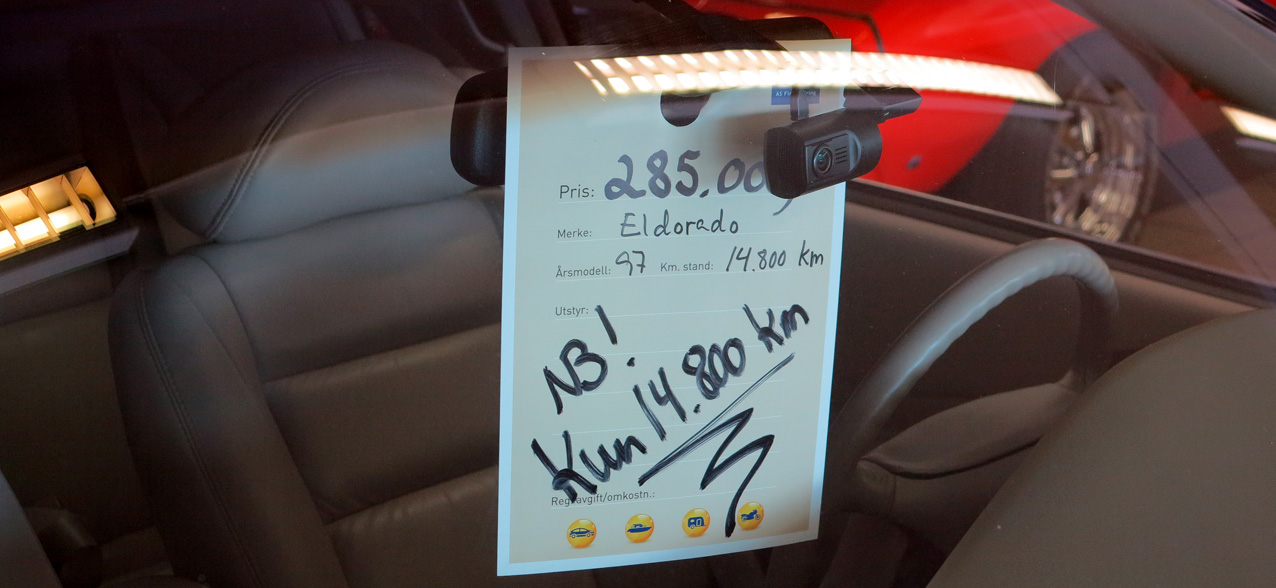 Pris: 285.00
Merke: Eldorado
Årsmodell: 97 Km. stand: 14.800 km
Utstyr:
NB!
Kun 14.800 km
Reg.avgift/omkostn.: